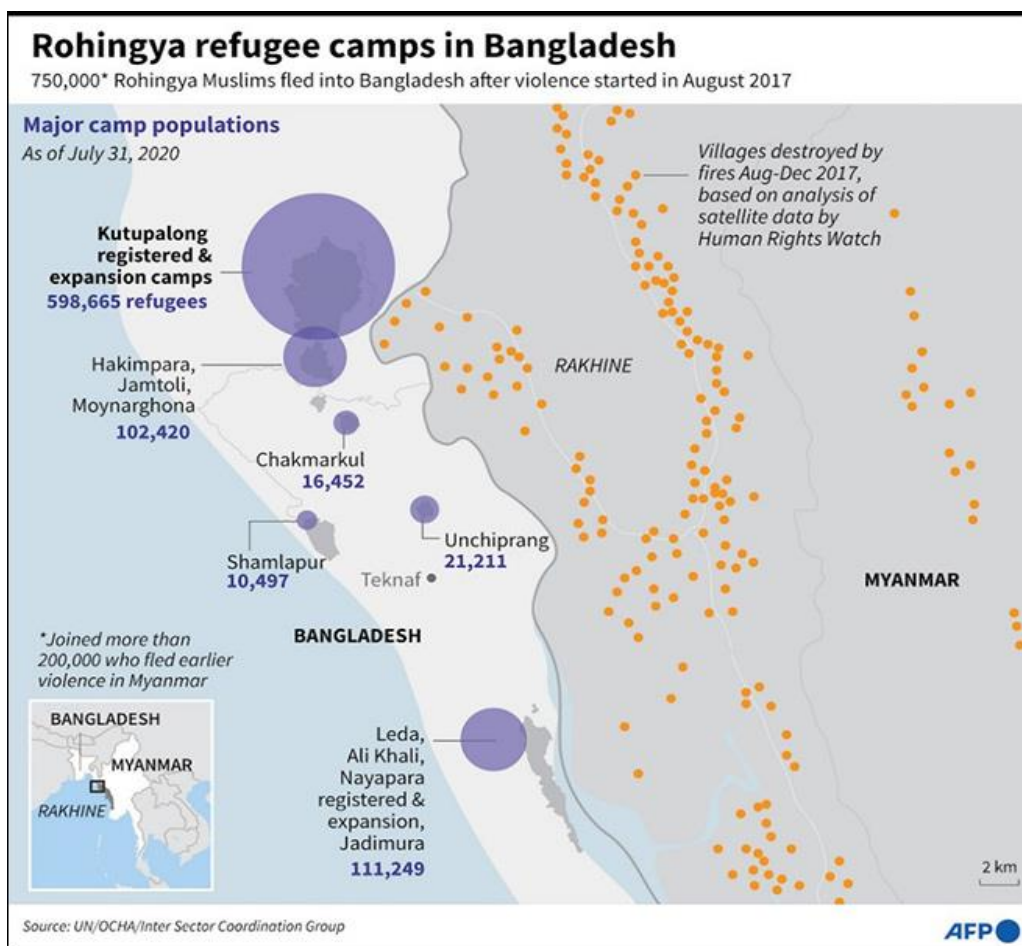 Rohingya refugee camps in Bangladesh
750,000* Rohingya Muslims fled into Bangladesh after violence started in August 2017
Major camp populations
As of July 31, 2020
Villages destroyed by
fires Aug-Dec 2017,
based on analysis of
satellite data by
Human Rights Watch
Kutupalong
registered &
expansion camps
598,665 refugees
Hakimpara,
Jamtoli,
Moynarghona
102,420
RAKHINE
Chakmarkul
16,452
Shamlapur
10,497
Unchiprang
21,211
Teknaf
MYANMAR
BANGLADESH
*Joined more than
200,000 who fled earlier
violence in Myanmar
BANGLADESH
MYANMAR
RAKHINE
Leda,
Ali Khali,
Nayapara
registered &
expansion,
Jadimura
111,249
2 km
Source: UN/OCHA/Inter Sector Coordination Group
AFP